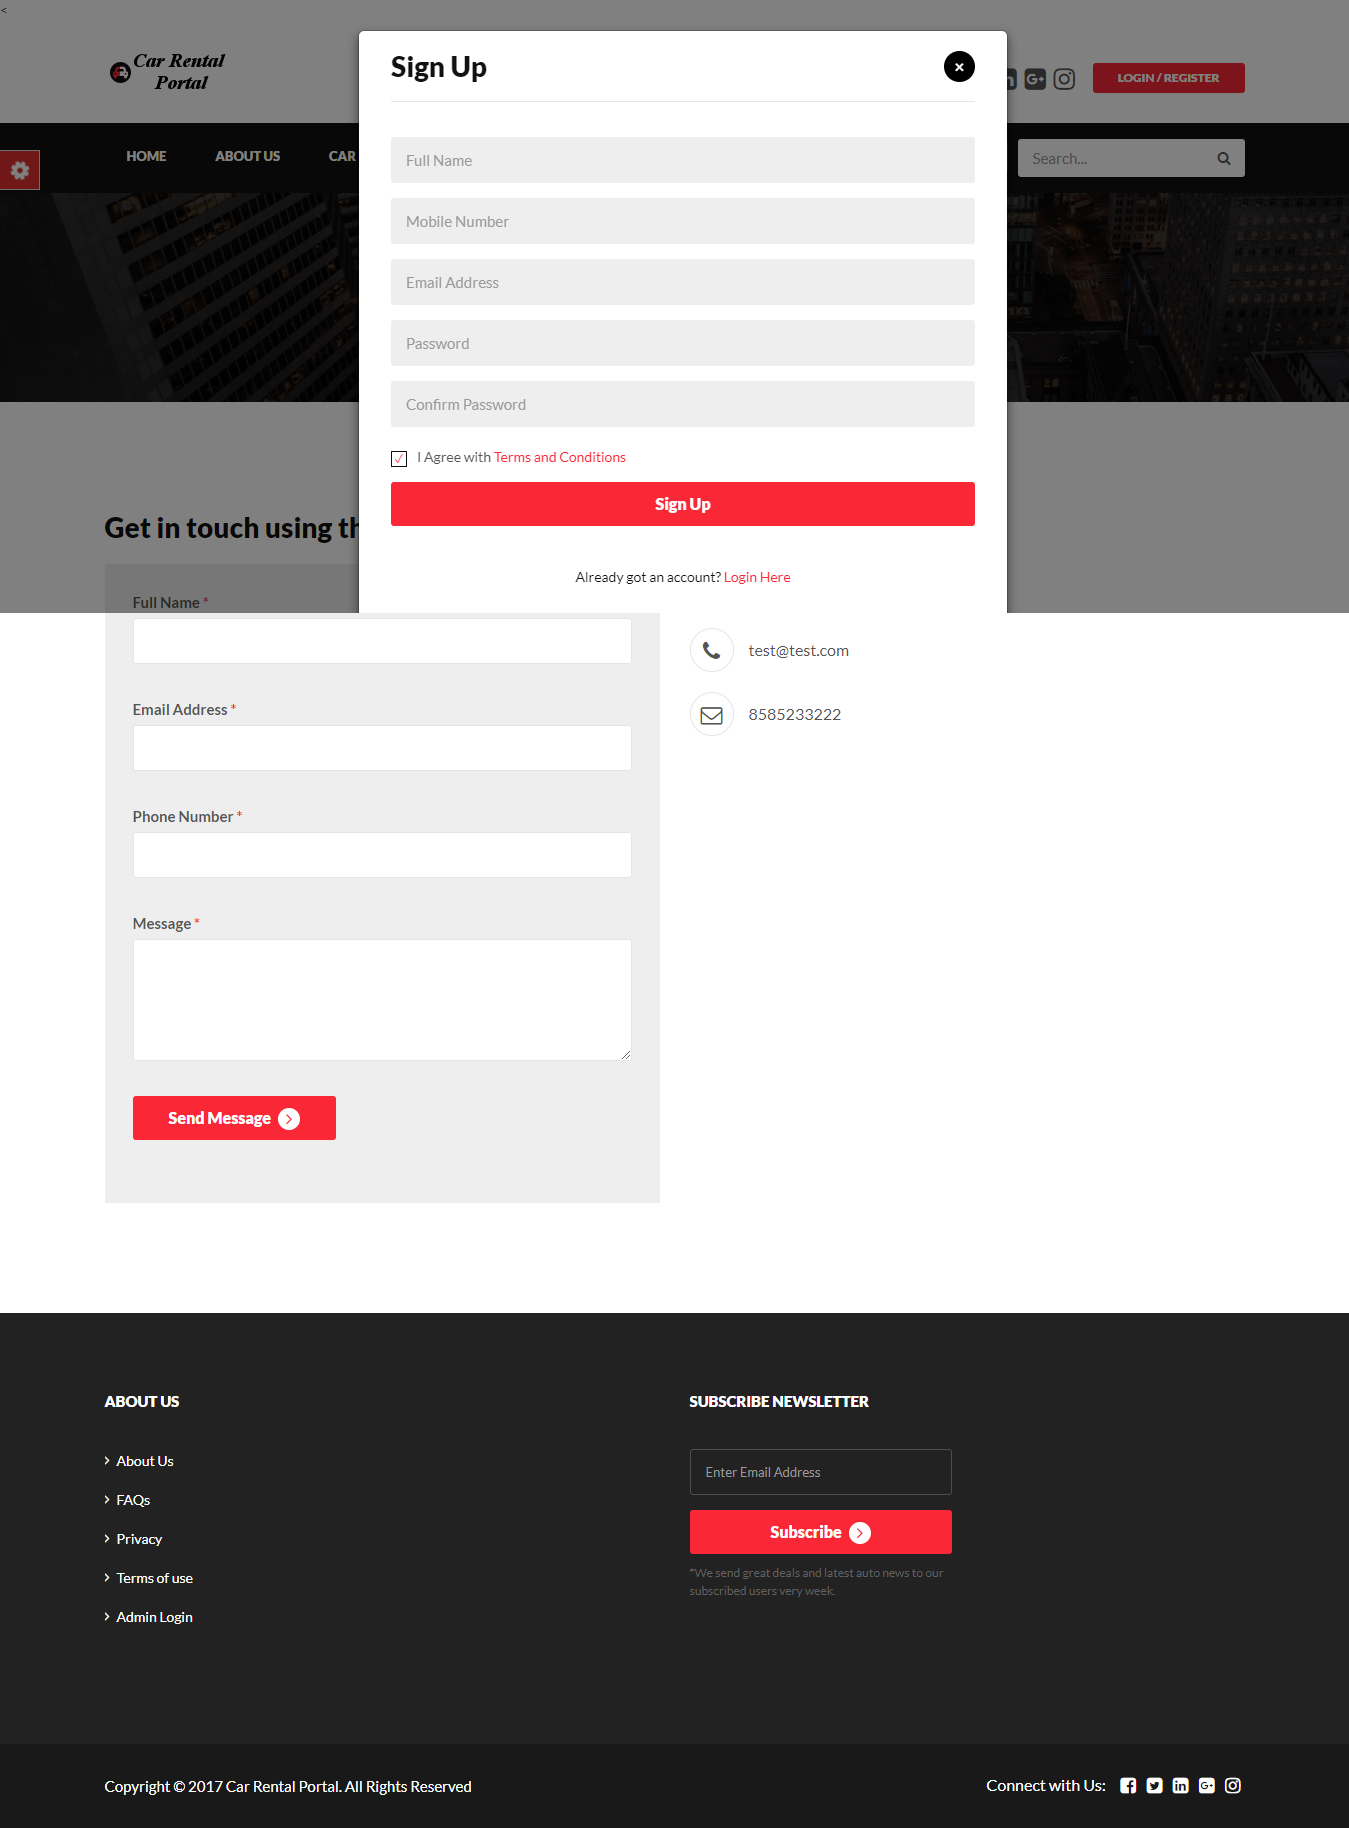 <
Car Rental
Portal
LOGIN / REGISTER
HOME
ABOUT US
CAR
Search...
Sign Up
×
Full Name
Mobile Number
Email Address
Password
Confirm Password
I Agree with Terms and Conditions
Sign Up
Already got an account? Login Here
Get in touch using th
Full Name *
Email Address *
Phone Number *
Message *
Send Message
test@test.com
8585233222
ABOUT US
About Us
FAQs
Privacy
Terms of use
Admin Login
SUBSCRIBE NEWSLETTER
Enter Email Address
Subscribe
*We send great deals and latest auto news to our
subscribed users very week.
Copyright © 2017 Car Rental Portal. All Rights Reserved
Connect with Us: